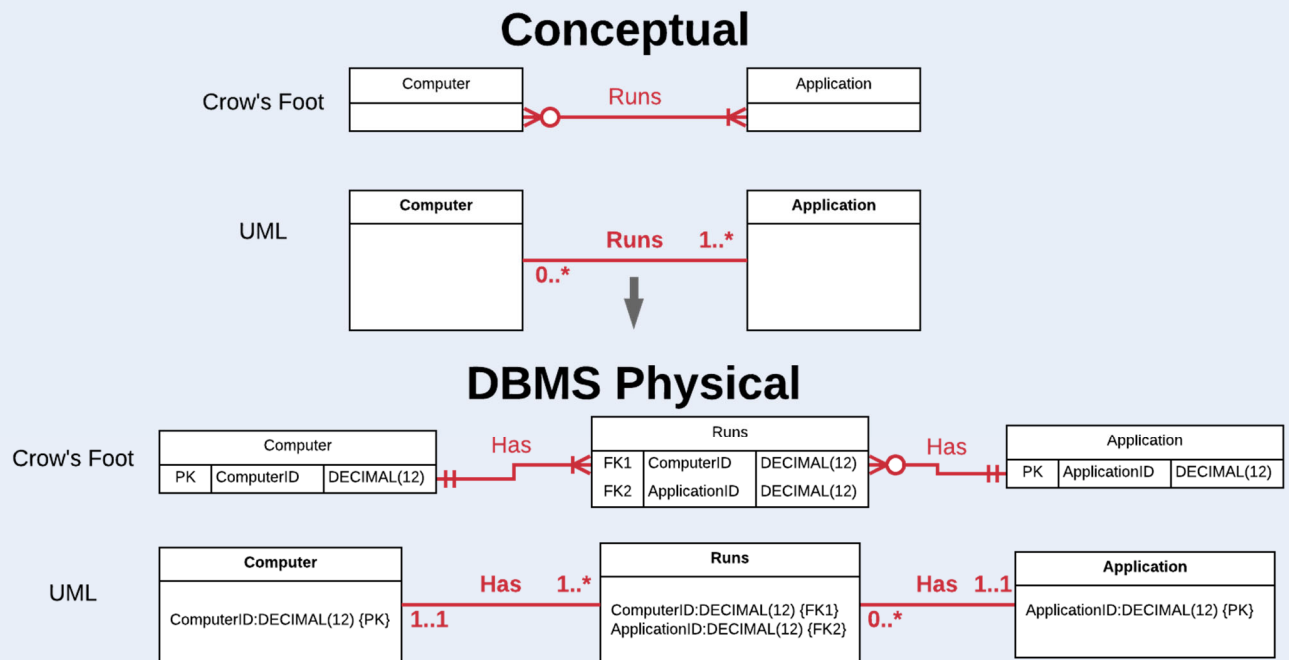 Conceptual
Crow's Foot
Computer
Runs
Application
UML
Computer
Runs 1..*
0..*
Application
DBMS Physical
Crow's Foot
Computer
PK ComputerID DECIMAL(12)
Has
Runs
FK1 ComputerID DECIMAL(12)
FK2 ApplicationID DECIMAL(12)
Has
Application
PK ApplicationID DECIMAL(12)
UML
Computer
ComputerID:DECIMAL(12) {PK}
Has 1..*
1..1
Runs
ComputerID:DECIMAL(12) {FK1}
ApplicationID:DECIMAL(12) {FK2}
Has 1..1
0..*
Application
ApplicationID:DECIMAL(12) {PK}